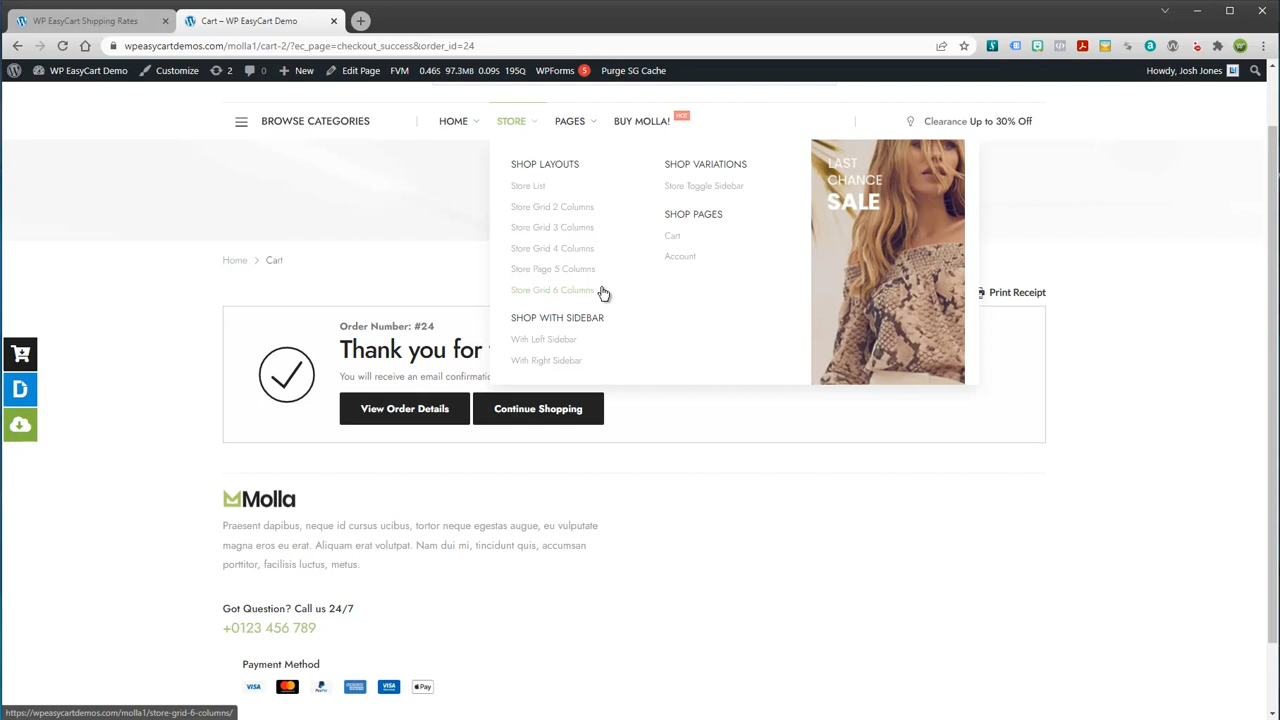 WP EasyCart Shipping Rates
Cart – WP EasyCart Demo
wpeasycartdemos.com/molla1/cart-2/?ec_page=checkout_success&order_id=24
WP EasyCart Demo Customize 2 0 New Edit Page FVM 0.46S 97.3MB 0.09S 195Q WPForms 5 Purge SG Cache Howdy, Josh Jones
BROWSE CATEGORIES HOME STORE PAGES BUY MOLLA! HOT Clearance Up to 30% Off
SHOP LAYOUTS
Store List
Store Grid 2 Columns
Store Grid 3 Columns
Store Grid 4 Columns
Store Page 5 Columns
Store Grid 6 Columns
SHOP WITH SIDEBAR
With Left Sidebar
With Right Sidebar
SHOP VARIATIONS
Store Toggle Sidebar
SHOP PAGES
Cart
Account
LAST
CHANCE
SALE
Home > Cart
Print Receipt
Order Number: #24
Thank you for
You will receive an email confirmatio
View Order Details Continue Shopping
Molla
Praesent dapibus, neque id cursus ucibus, tortor neque egestas augue, eu vulputate
magna eros eu erat. Aliquam erat volutpat. Nam dui mi, tincidunt quis, accumsan
porttitor, facilisis luctus, metus.
Got Question? Call us 24/7
+0123 456 789
Payment Method
VISA PayPal VISA Pay
https://wpeasycartdemos.com/molla1/store-grid-6-columns/